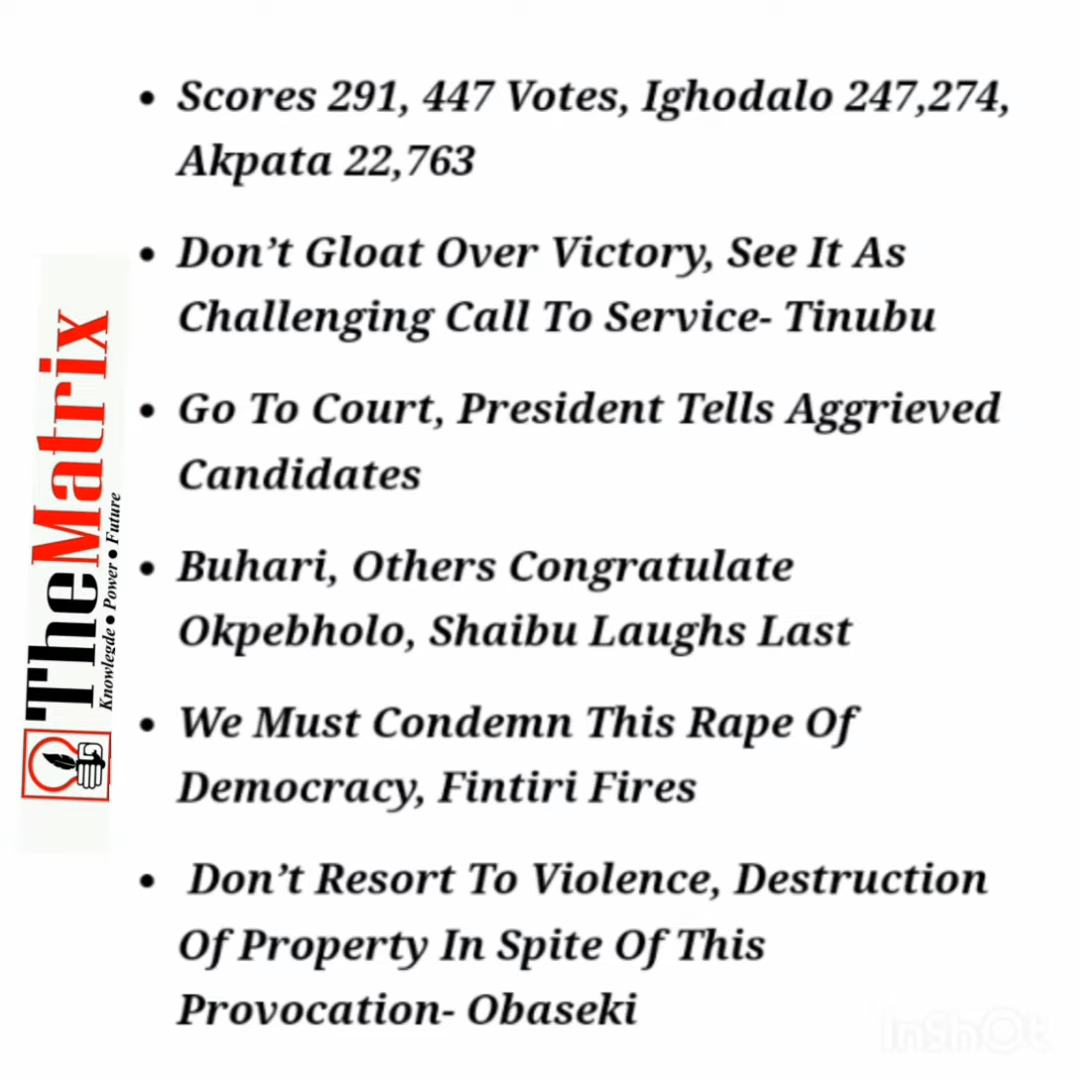 • Scores 291, 447 Votes, Ighodalo 247,274,
Akpata 22,763
• Don’t Gloat Over Victory, See It As
Challenging Call To Service- Tinubu
• Go To Court, President Tells Aggrieved
Candidates
• Buhari, Others Congratulate
Okpebholo, Shaibu Laughs Last
• We Must Condemn This Rape Of
Democracy, Fintiri Fires
• Don’t Resort To Violence, Destruction
Of Property In Spite Of This
Provocation- Obaseki
TheMatrix
Knowlegde • Power • Future
InShOt